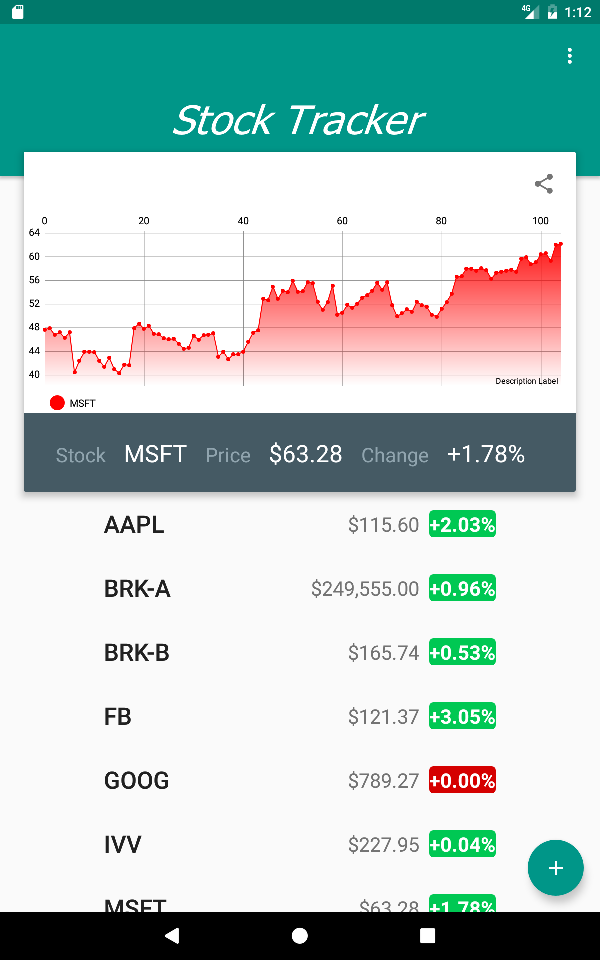 4G 1:12
Stock Tracker
0 20 40 60 80 100
64
60
56
52
48
44
40
Description Label
MSFT
Stock MSFT Price $63.28 Change +1.78%
AAPL $115.60 +2.03%
BRK-A $249,555.00 +0.96%
BRK-B $165.74 +0.53%
FB $121.37 +3.05%
GOOG $789.27 +0.00%
IVV $227.95 +0.04%
MSFT $63.28 +1.78%